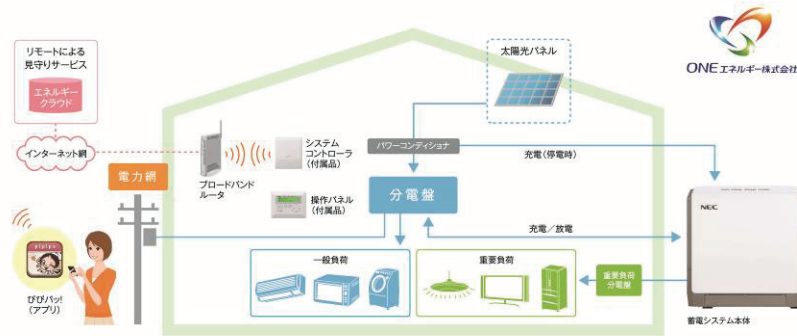 リモートによる
見守りサービス
エネルギー
クラウド
インターネット網
電力網
ブロードバンド
ルータ
システム
コントローラ
(付属品)
操作パネル
(付属品)
太陽光パネル
パワーコンディショナ
充電(停電時)
分電盤
充電/放電
一般負荷
重要負荷
重要負荷
分電盤
NEC
蓄電システム本体
ONEエネルギー株式会社
pipipa
ぴぴパッ!
(アプリ)